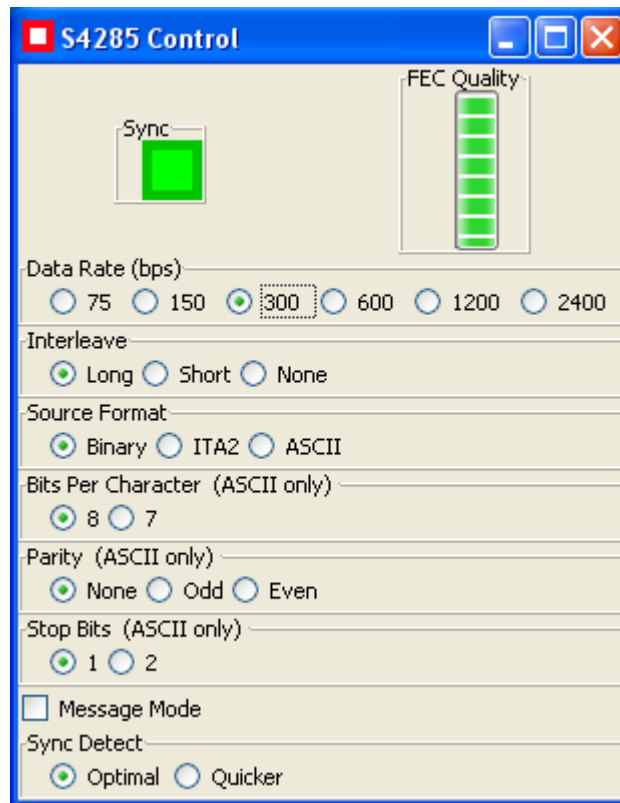 S4285 Control
FEC Quality
Sync
Data Rate (bps)
75 150 300 600 1200 2400
Interleave
Long Short None
Source Format
Binary ITA2 ASCII
Bits Per Character (ASCII only)
8 7
Parity (ASCII only)
None Odd Even
Stop Bits (ASCII only)
1 2
Message Mode
Sync Detect
Optimal Quicker